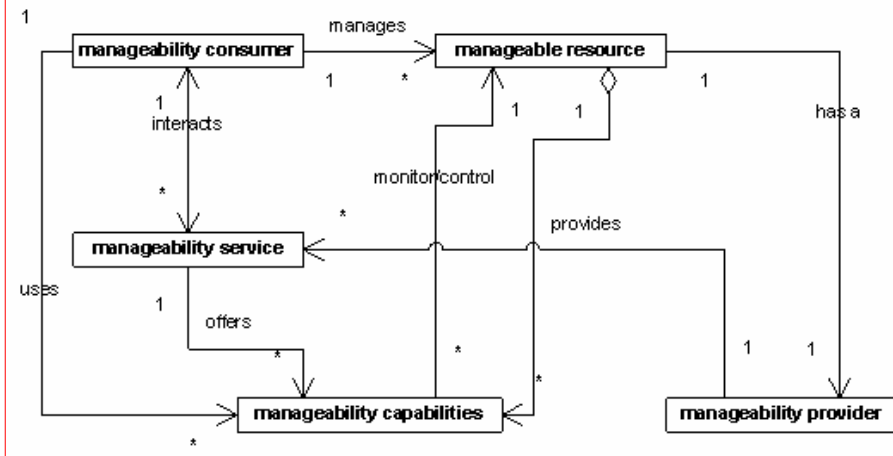 1
manages
manageability consumer
manageable resource
1
*
1
1
1
1
interacts
has a
monitor/control
*
*
provides
manageability service
uses
1
offers
*
*
1
1
*
manageability capabilities
manageability provider
*